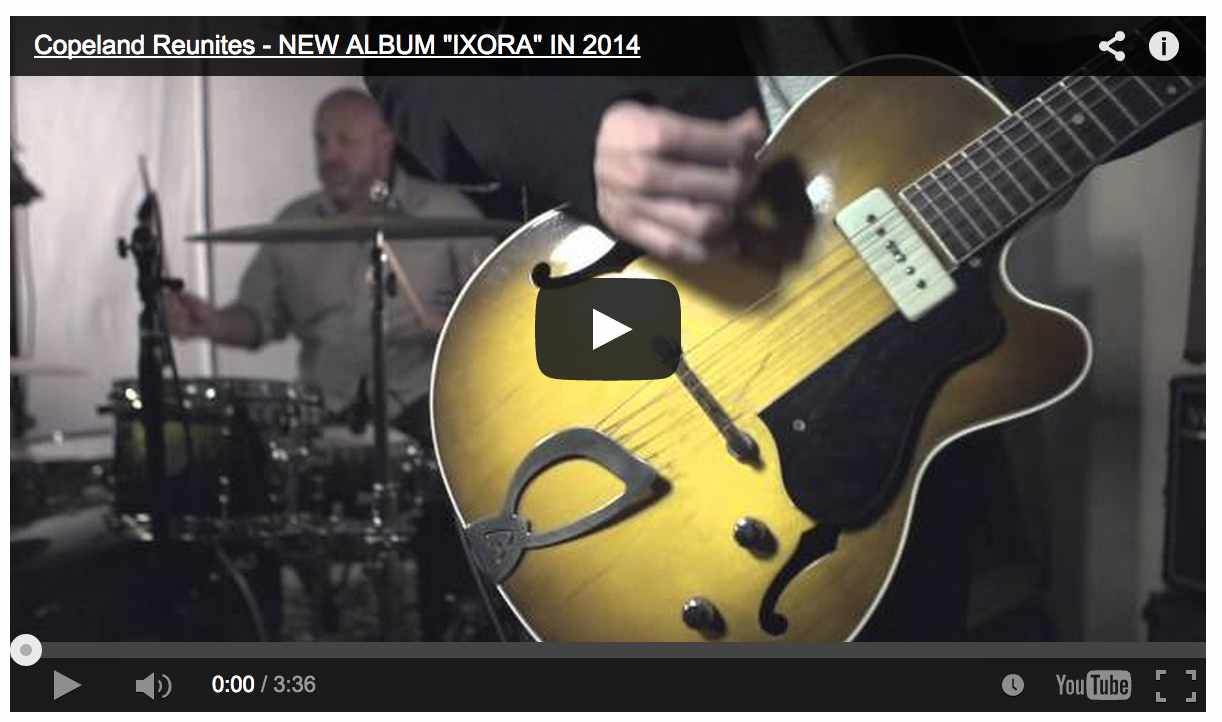 Copeland Reunites - NEW ALBUM "IXORA" IN 2014
0:00 / 3:36
YouTube